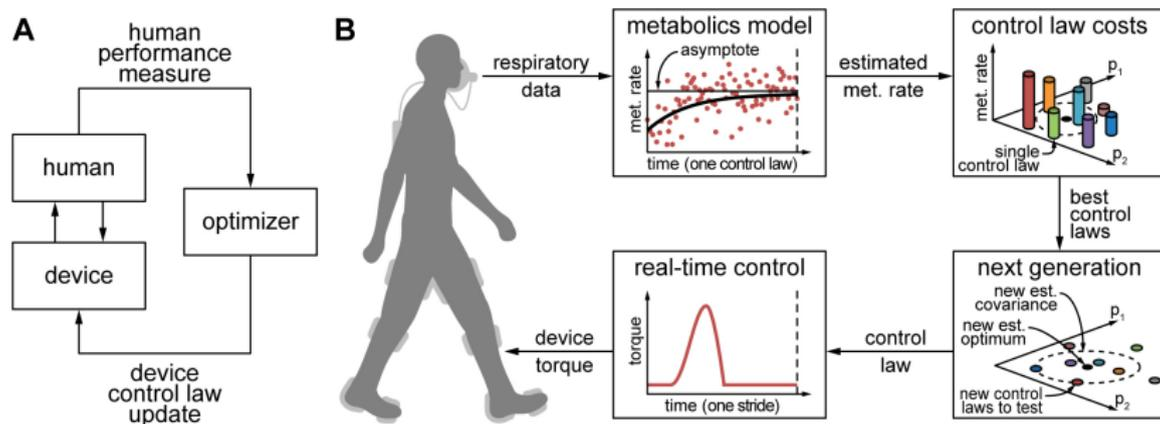 A
human
performance
measure
human
device
optimizer
device
control law
update
B
respiratory
data
metabolics model
asymptote
met. rate
time (one control law)
estimated
met. rate
control law costs
met. rate
p1
p2
single
control law
best
control
laws
next generation
new est.
covariance
new est.
optimum
new control
laws to test
p1
p2
control
law
real-time control
torque
time (one stride)
device
torque